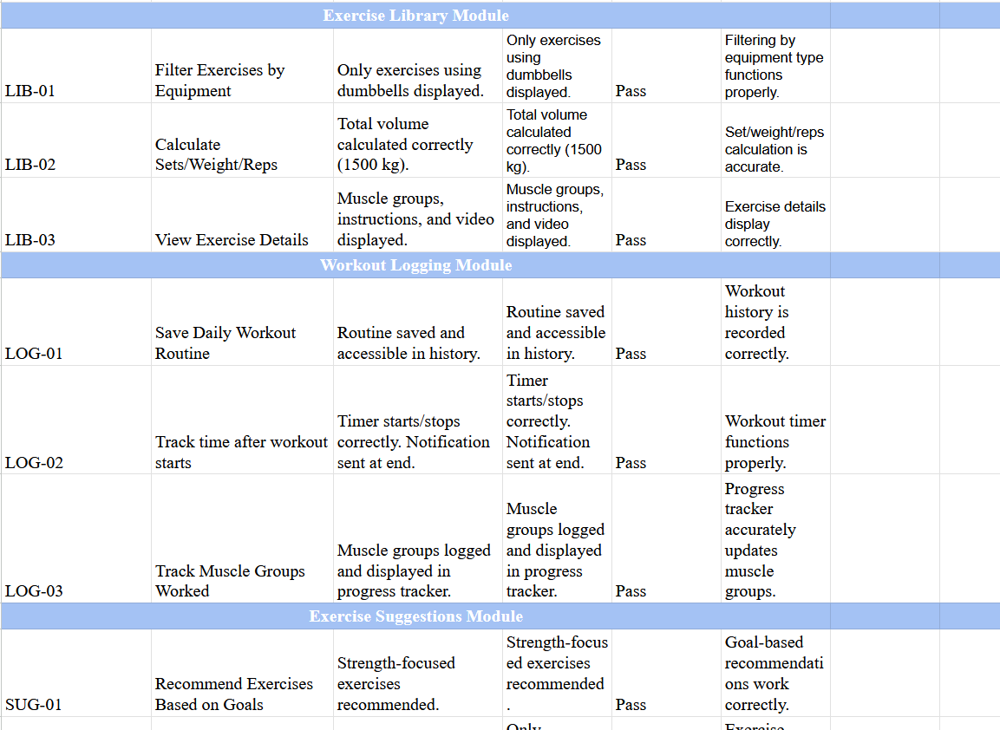 Exercise Library Module
LIB-01
Filter Exercises by
Equipment
Only exercises using
dumbbells displayed.
Only exercises
using
dumbbells
displayed.
Pass
Filtering by
equipment type
functions
properly.
LIB-02
Calculate
Sets/Weight/Reps
Total volume
calculated correctly
(1500 kg).
Total volume
calculated
correctly (1500
kg).
Pass
Set/weight/reps
calculation is
accurate.
LIB-03
View Exercise Details
Muscle groups,
instructions, and video
displayed.
Muscle groups,
instructions,
and video
displayed.
Pass
Exercise details
display
correctly.
Workout Logging Module
LOG-01
Save Daily Workout
Routine
Routine saved and
accessible in history.
Routine saved
and accessible
in history.
Pass
Workout
history is
recorded
correctly.
LOG-02
Track time after workout
starts
Timer starts/stops
correctly. Notification
sent at end.
Timer
starts/stops
correctly.
Notification
sent at end.
Pass
Workout timer
functions
properly.
LOG-03
Track Muscle Groups
Worked
Muscle groups logged
and displayed in
progress tracker.
Muscle
groups logged
and displayed
in progress
tracker.
Pass
Progress
tracker
accurately
updates
muscle
groups.
Exercise Suggestions Module
SUG-01
Recommend Exercises
Based on Goals
Strength-focused
exercises
recommended.
Strength-focus
ed exercises
recommended
.
Pass
Goal-based
recommendati
ons work
correctly.
Only
Exercise